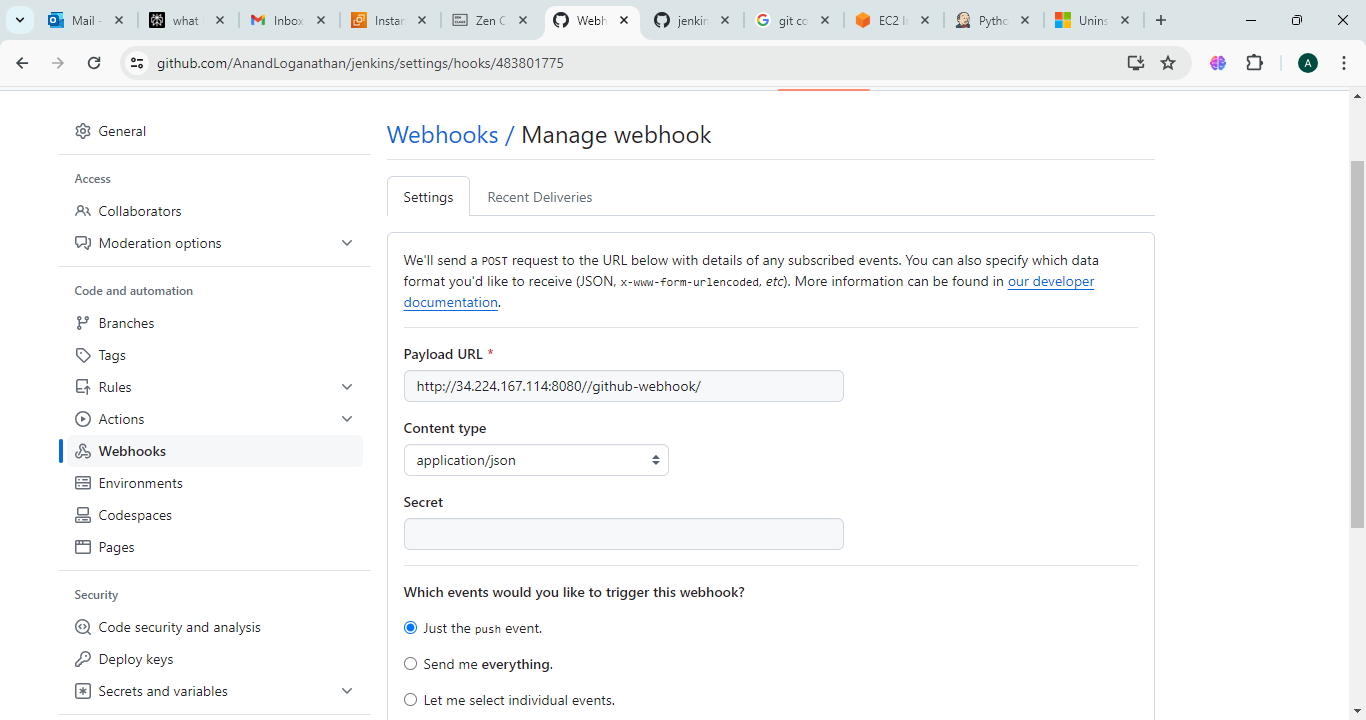 Mail -
what
Inbox
Instan
Zen C
Webh
jenkin
git co
EC2 In
Pytho
Unins
github.com/AnandLoganathan/jenkins/settings/hooks/483801775
A
General
Access
Collaborators
Moderation options
Code and automation
Branches
Tags
Rules
Actions
Webhooks
Environments
Codespaces
Pages
Security
Code security and analysis
Deploy keys
Secrets and variables
Webhooks / Manage webhook
Settings
Recent Deliveries
We'll send a POST request to the URL below with details of any subscribed events. You can also specify which data
format you'd like to receive (JSON, x-www-form-urlencoded, etc). More information can be found in our developer
documentation.
Payload URL *
http://34.224.167.114:8080//github-webhook/
Content type
application/json
Secret
Which events would you like to trigger this webhook?
Just the push event.
Send me everything.
Let me select individual events.